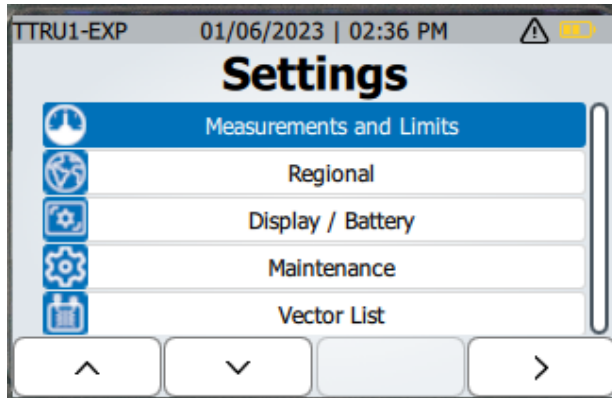 TTRU1-EXP 01/06/2023 | 02:36 PM
Settings
Measurements and Limits
Regional
Display / Battery
Maintenance
Vector List